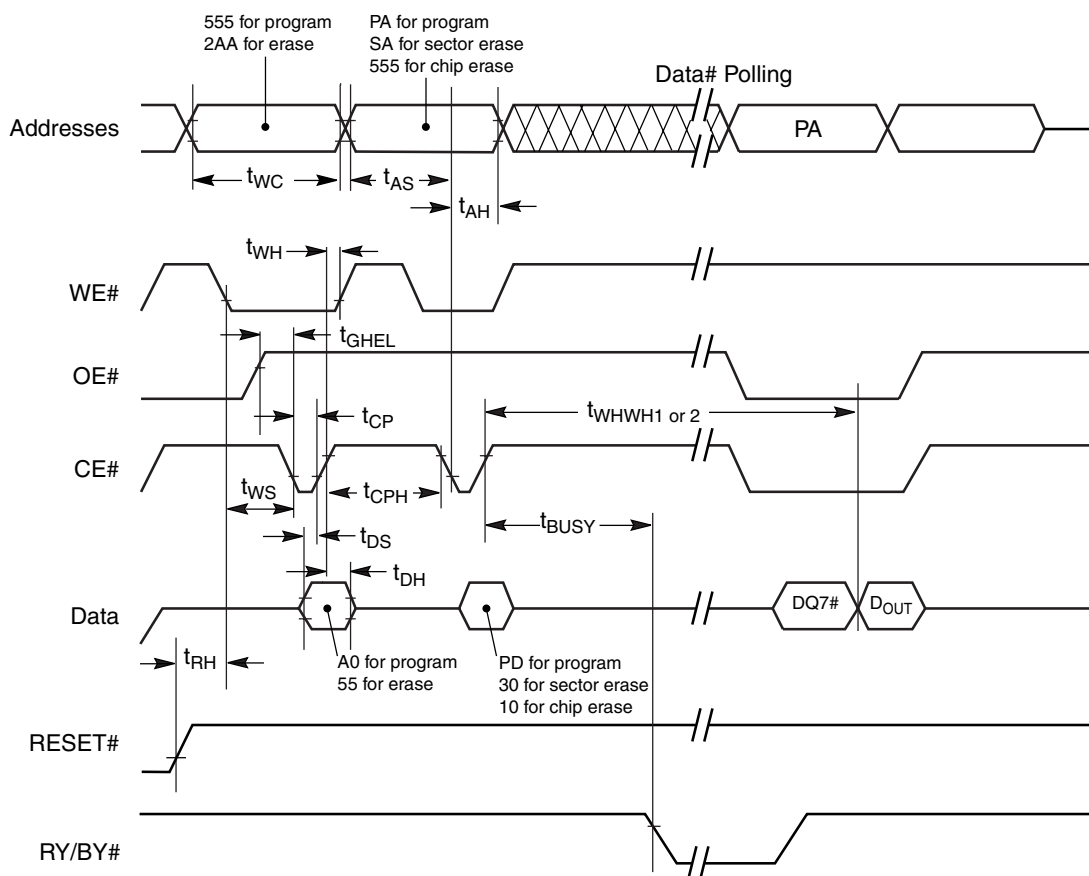 555 for program
2AA for erase
PA for program
SA for sector erase
555 for chip erase
Data# Polling
Addresses
PA
tWC
tAS
tAH
tWH
WE#
tGHEL
OE#
tWHWH1 or 2
tCP
CE#
tWS
tCPH
tBUSY
tDS
tDH
Data
DQ7#
DOUT
tRH
A0 for program
55 for erase
PD for program
30 for sector erase
10 for chip erase
RESET#
RY/BY#